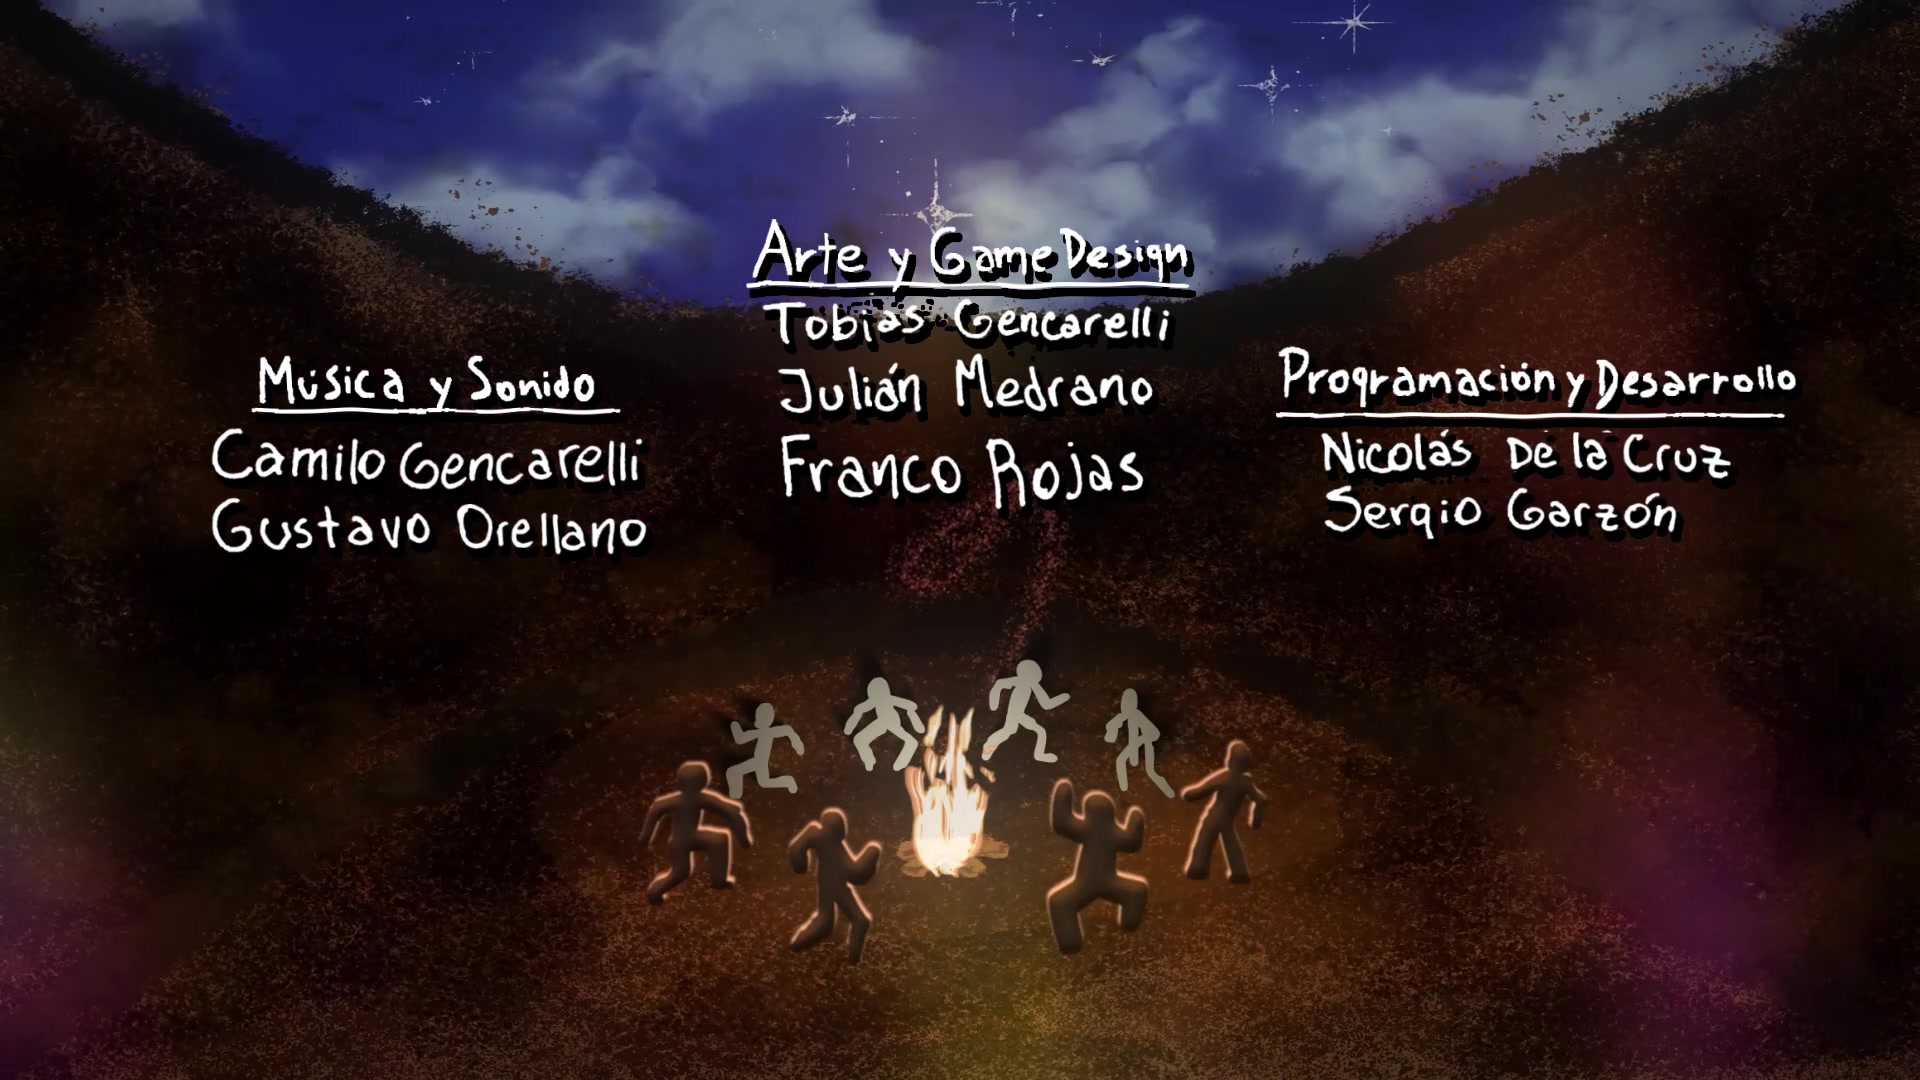 Música y Sonido
Camilo Gencarelli
Gustavo Orellano
Arte y Game Design
Tobias Gencarelli
Julián Medrano
Franco Rojas
Programación y Desarrollo
Nicolás De la Cruz
Sergio Garzón